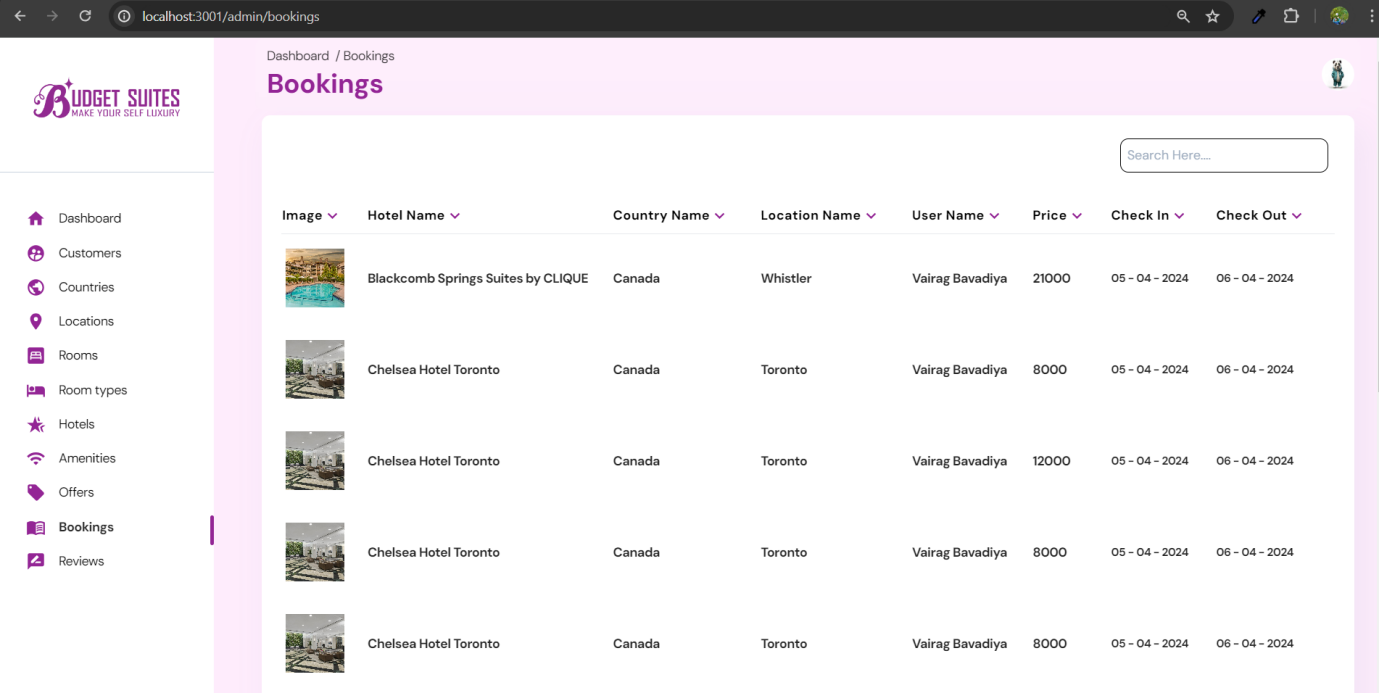 localhost:3001/admin/bookings
BUDGET SUITES
MAKE YOUR SELF LUXURY
Dashboard
Customers
Countries
Locations
Rooms
Room types
Hotels
Amenities
Offers
Bookings
Reviews
Dashboard / Bookings
Bookings
Search Here....
Image Hotel Name Country Name Location Name User Name Price Check In Check Out
Blackcomb Springs Suites by CLIQUE Canada Whistler Vairag Bavadiya 21000 05 - 04 - 2024 06 - 04 - 2024
Chelsea Hotel Toronto Canada Toronto Vairag Bavadiya 8000 05 - 04 - 2024 06 - 04 - 2024
Chelsea Hotel Toronto Canada Toronto Vairag Bavadiya 12000 05 - 04 - 2024 06 - 04 - 2024
Chelsea Hotel Toronto Canada Toronto Vairag Bavadiya 8000 05 - 04 - 2024 06 - 04 - 2024
Chelsea Hotel Toronto Canada Toronto Vairag Bavadiya 8000 05 - 04 - 2024 06 - 04 - 2024